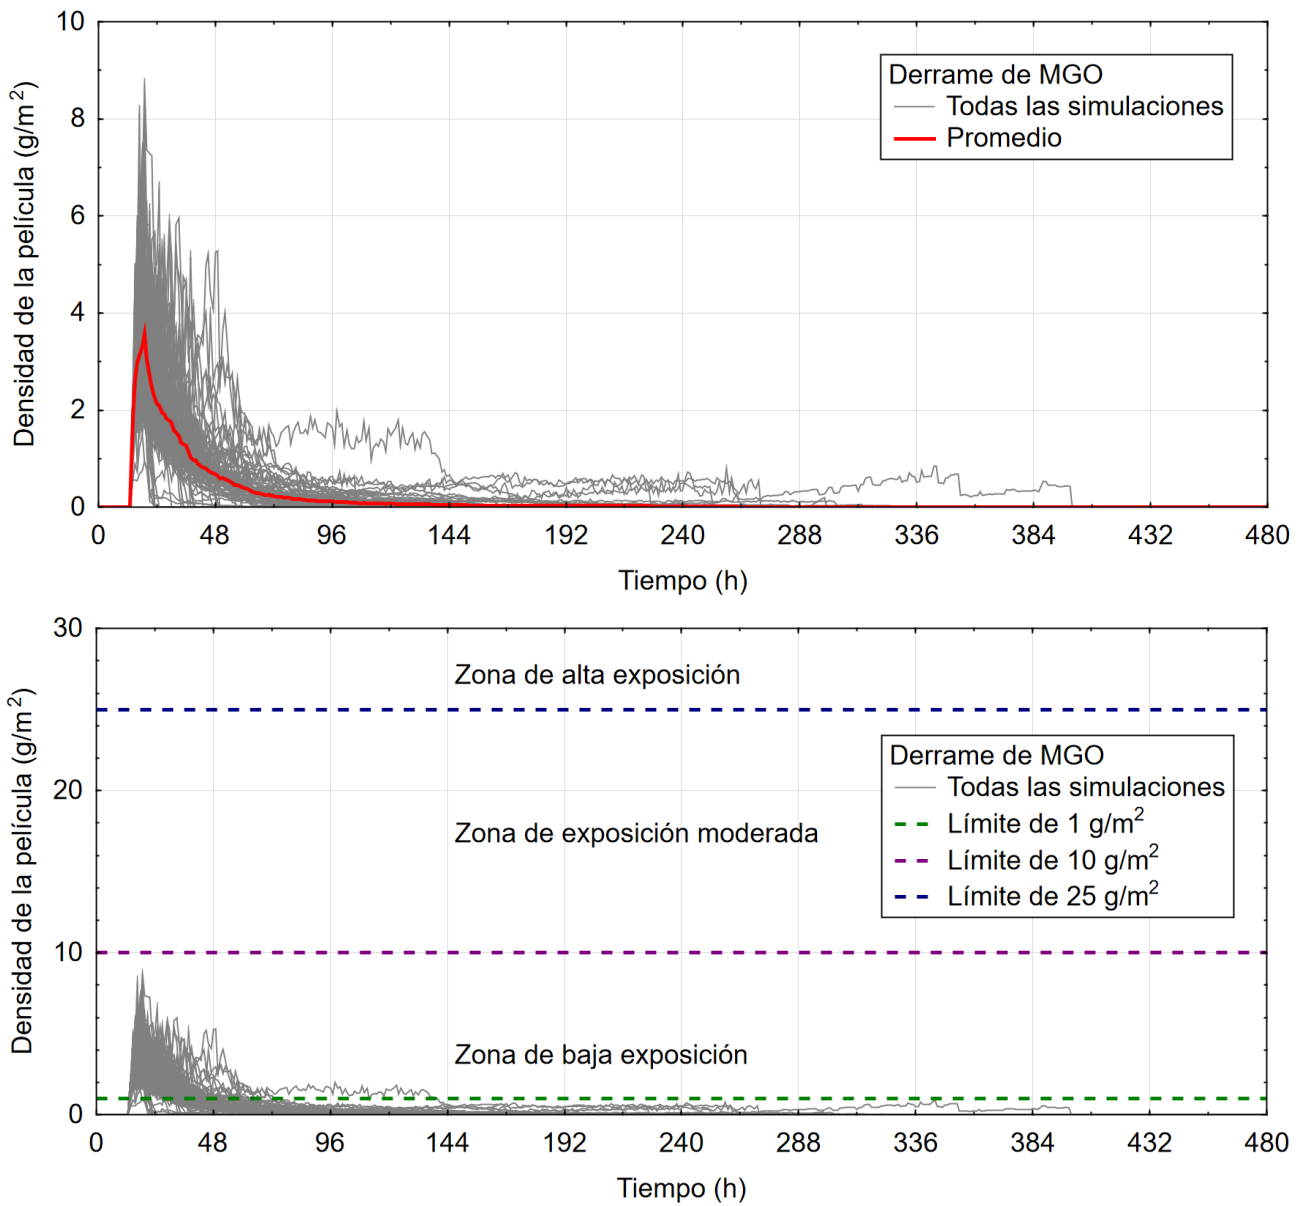 10
8
6
4
2
0
Densidad de la película (g/m²)
Derrame de MGO
Todas las simulaciones
Promedio
0 48 96 144 192 240 288 336 384 432 480
Tiempo (h)
30
20
10
0
Densidad de la película (g/m²)
Zona de alta exposición
Zona de exposición moderada
Zona de baja exposición
Derrame de MGO
Todas las simulaciones
Límite de 1 g/m²
Límite de 10 g/m²
Límite de 25 g/m²
0 48 96 144 192 240 288 336 384 432 480
Tiempo (h)